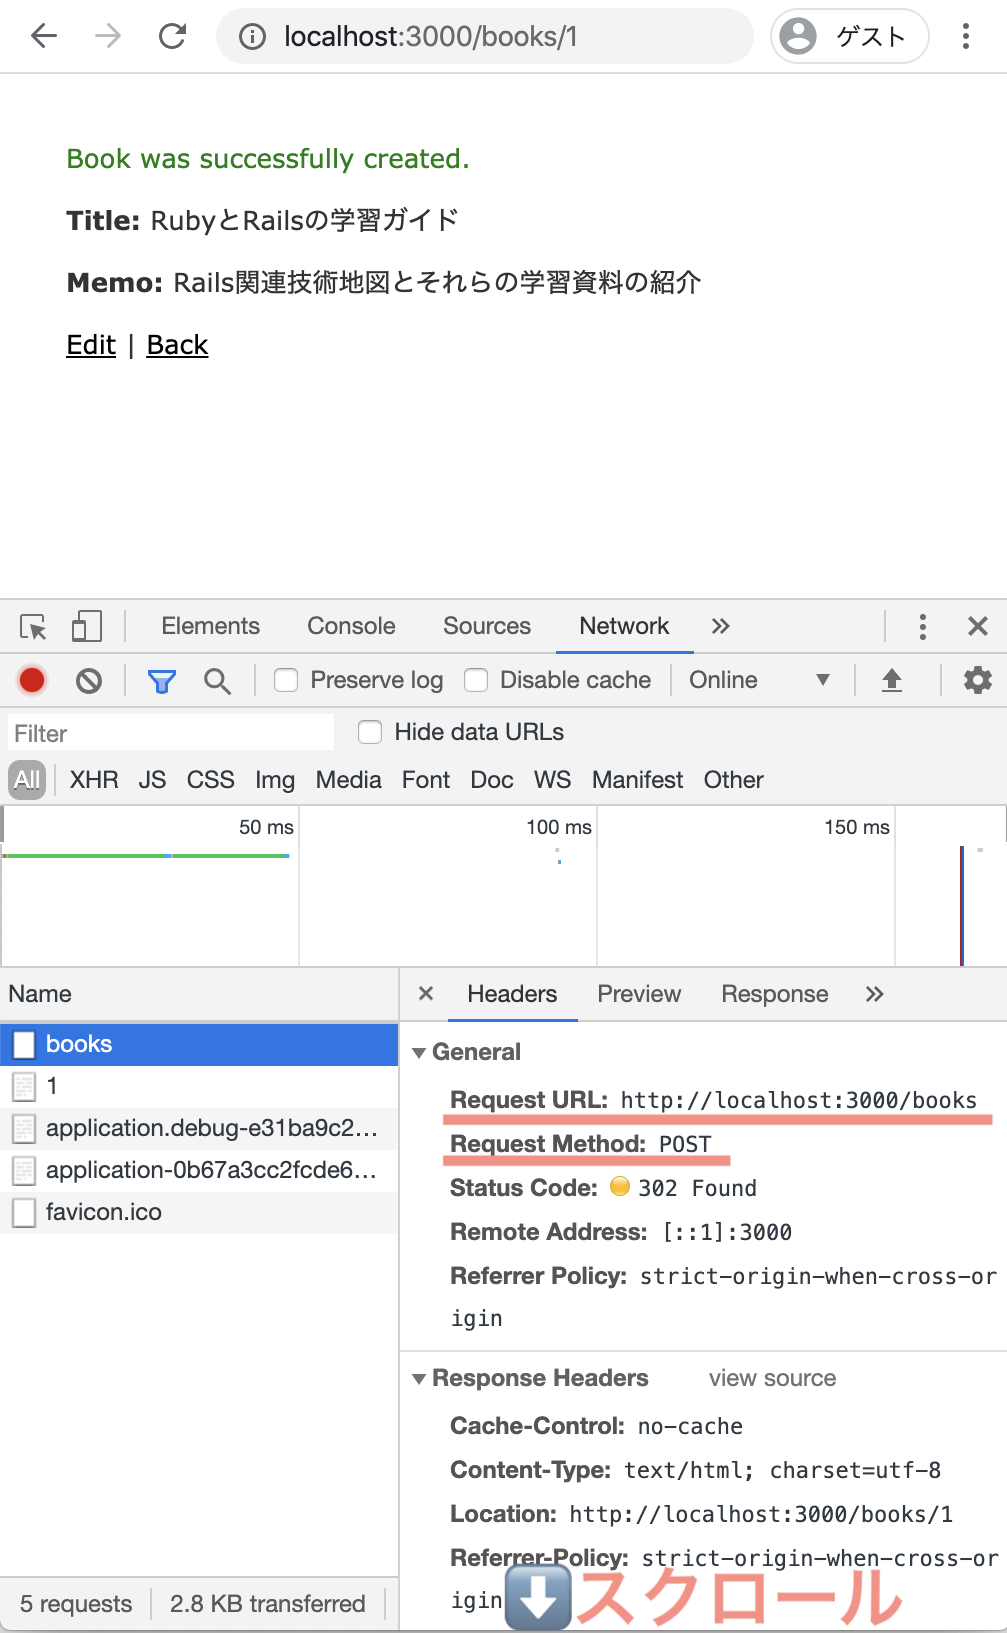 localhost:3000/books/1
ゲスト
Book was successfully created.
Title: RubyとRailsの学習ガイド
Memo: Rails関連技術地図とそれらの学習資料の紹介
Edit | Back
Elements Console Sources Network »
Preserve log Disable cache Online ▼
Filter Hide data URLs
All XHR JS CSS Img Media Font Doc WS Manifest Other
50 ms 100 ms 150 ms
Name
books
1
application.debug-e31ba9c2...
application-0b67a3cc2fcde6...
favicon.ico
5 requests 2.8 KB transferred
× Headers Preview Response »
▼ General
Request URL: http://localhost:3000/books
Request Method: POST
Status Code: 302 Found
Remote Address: [::1]:3000
Referrer Policy: strict-origin-when-cross-or
igin
▼ Response Headers view source
Cache-Control: no-cache
Content-Type: text/html; charset=utf-8
Location: http://localhost:3000/books/1
Referrer-Policy: strict-origin-when-cross-or
igin
スクロール